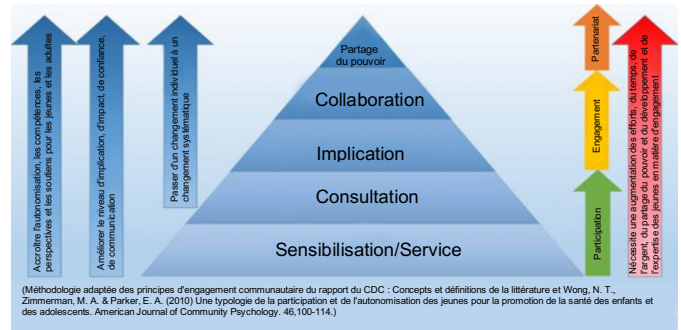 Accroître l'autonomisation, les compétences, les
perspectives et les soutiens pour les jeunes et les adultes
Améliorer le niveau d'implication, d'impact, de confiance,
de communication
Passer d'un changement individuel à un
changement systématique
Partage
du pouvoir
Collaboration
Implication
Consultation
Sensibilisation/Service
Partenariat
Engagement
Participation
Nécessite une augmentation des efforts, du temps, de
l'argent, du partage du pouvoir et du développement et de
l'expertise des jeunes en matière d'engagement
(Méthodologie adaptée des principes d'engagement communautaire du rapport du CDC : Concepts et définitions de la littérature et Wong, N. T.,
Zimmerman, M. A. & Parker, E. A. (2010) Une typologie de la participation et de l'autonomisation des jeunes pour la promotion de la santé des enfants et
des adolescents. American Journal of Community Psychology. 46,100-114.)